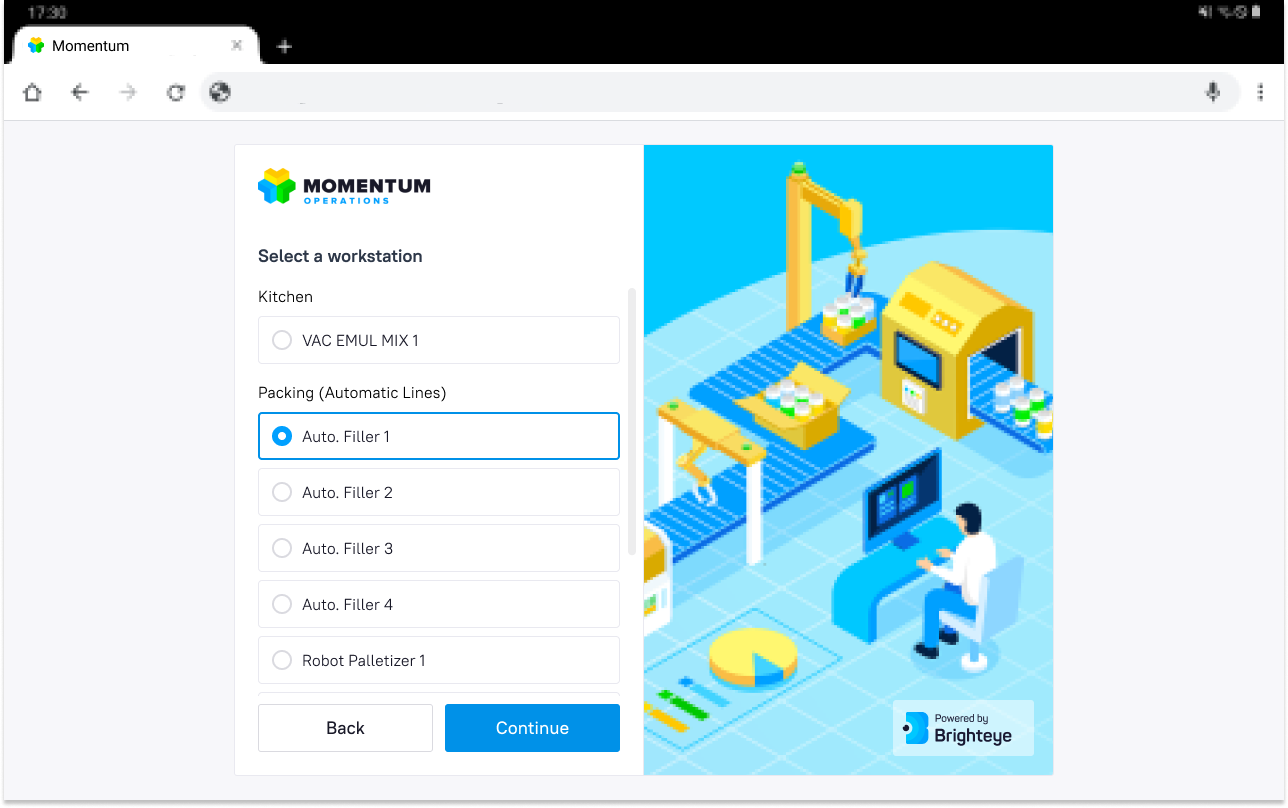 17:30
Momentum
MOMENTUM
OPERATIONS
Select a workstation
Kitchen
VAC EMUL MIX 1
Packing (Automatic Lines)
Auto. Filler 1
Auto. Filler 2
Auto. Filler 3
Auto. Filler 4
Robot Palletizer 1
Back
Continue
Powered by
Brighteye